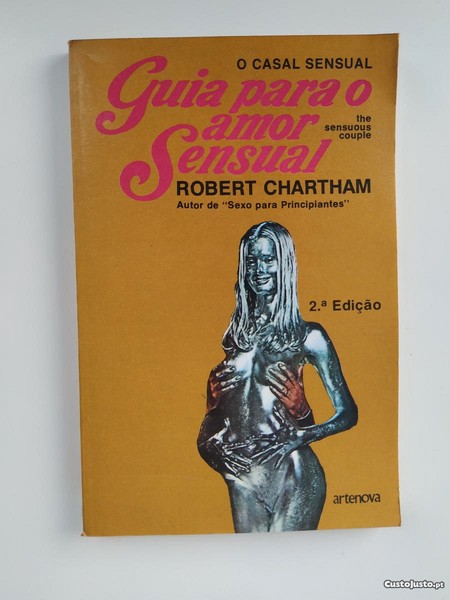 O CASAL SENSUAL
Guia para o
amor
the
sensuous
couple
Sensual
ROBERT CHARTHAM
Autor de "Sexo para Principiantes"
2.ª Edição
artenova
CustoJusto.pt